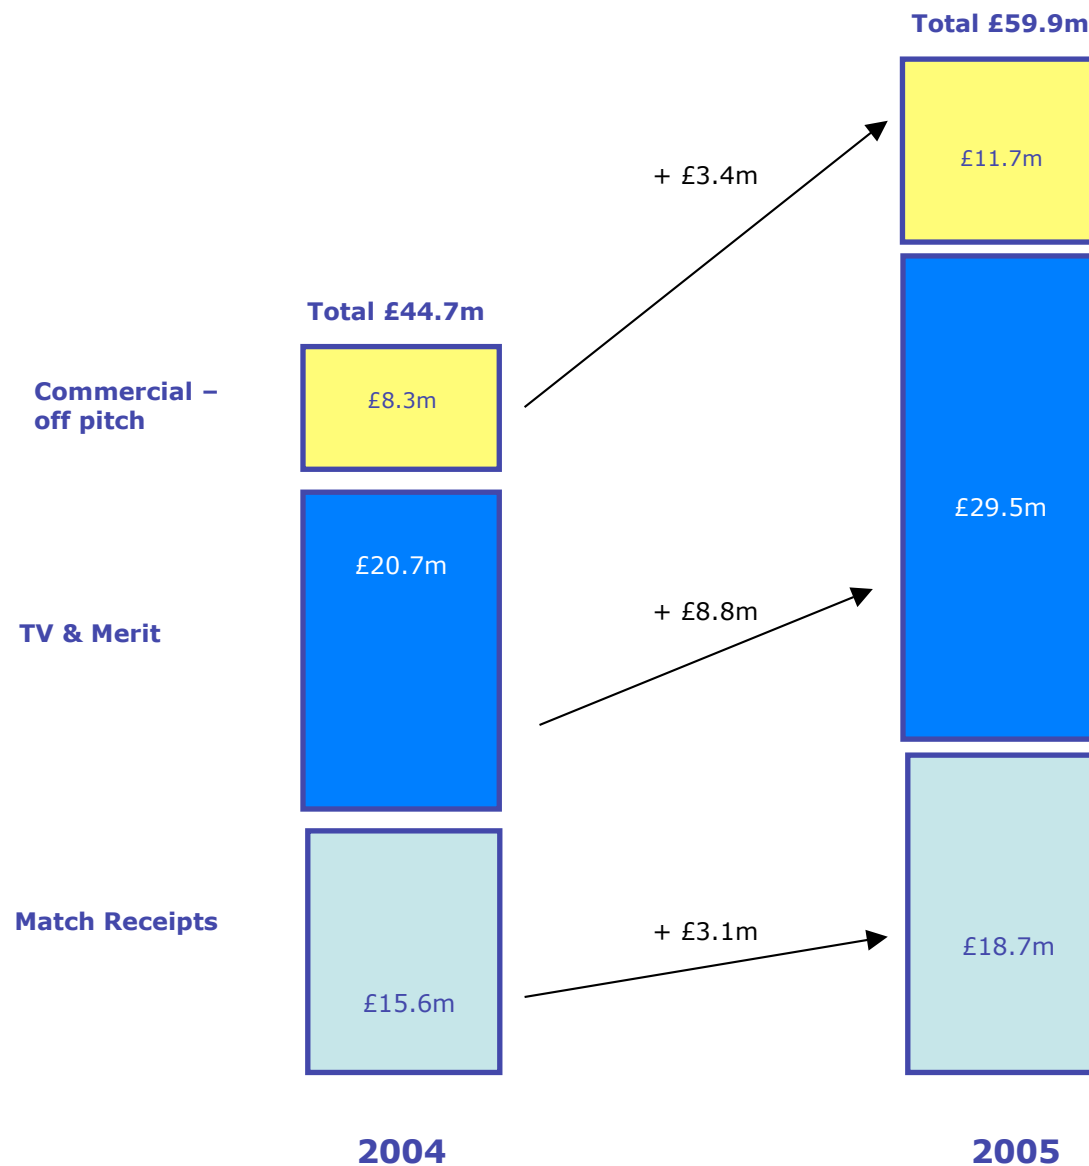 Total £59.9m
£11.7m
+ £3.4m
Total £44.7m
Commercial –
off pitch
£8.3m
£29.5m
£20.7m
+ £8.8m
TV & Merit
Match Receipts
+ £3.1m
£18.7m
£15.6m
2004
2005